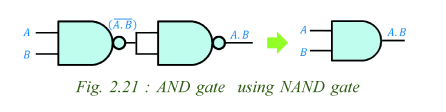 (A.B)
A
B
A.B
A
B
A.B
Fig. 2.21 : AND gate using NAND gate